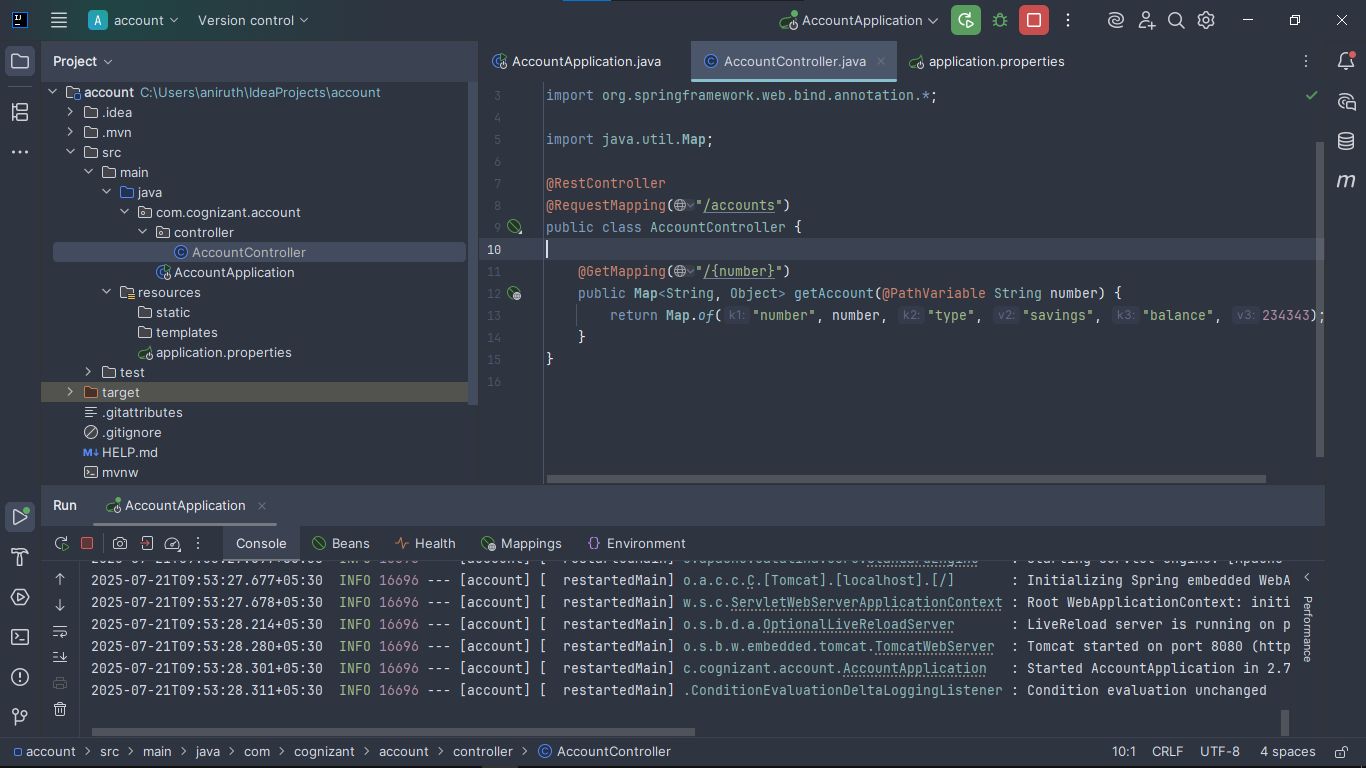 A account Version control AccountApplication
Project
AccountApplication.java AccountController.java application.properties
account C:\Users\aniruth\IdeaProjects\account
.idea
.mvn
src
main
java
com.cognizant.account
controller
AccountController
AccountApplication
resources
static
templates
application.properties
test
target
.gitattributes
.gitignore
M↓ HELP.md
mvnw
3 import org.springframework.web.bind.annotation.*;
4
5 import java.util.Map;
6
7 @RestController
8 @RequestMapping("/accounts")
9 public class AccountController {
10
11 @GetMapping("/{number}")
12 public Map<String, Object> getAccount(@PathVariable String number) {
13 return Map.of( k1: "number", number, k2: "type", v2: "savings", k3: "balance", v3: 234343);
14 }
15 }
16
m
Run AccountApplication
Console Beans Health Mappings {} Environment
2025-07-21T09:53:27.677+05:30 INFO 16696 --- [account] [ restartedMain] o.a.c.c.C.[Tomcat].[localhost].[/] : Initializing Spring embedded WebA
2025-07-21T09:53:27.678+05:30 INFO 16696 --- [account] [ restartedMain] w.s.c.ServletWebServerApplicationContext : Root WebApplicationContext: initi
2025-07-21T09:53:28.214+05:30 INFO 16696 --- [account] [ restartedMain] o.s.b.d.a.OptionalLiveReloadServer : LiveReload server is running on p
2025-07-21T09:53:28.280+05:30 INFO 16696 --- [account] [ restartedMain] o.s.b.w.embedded.tomcat.TomcatWebServer : Tomcat started on port 8080 (http
2025-07-21T09:53:28.301+05:30 INFO 16696 --- [account] [ restartedMain] c.cognizant.account.AccountApplication : Started AccountApplication in 2.7
2025-07-21T09:53:28.311+05:30 INFO 16696 --- [account] [ restartedMain] .ConditionEvaluationDeltaLoggingListener : Condition evaluation unchanged
Performance
account > src > main > java > com > cognizant > account > controller > AccountController 10:1 CRLF UTF-8 4 spaces